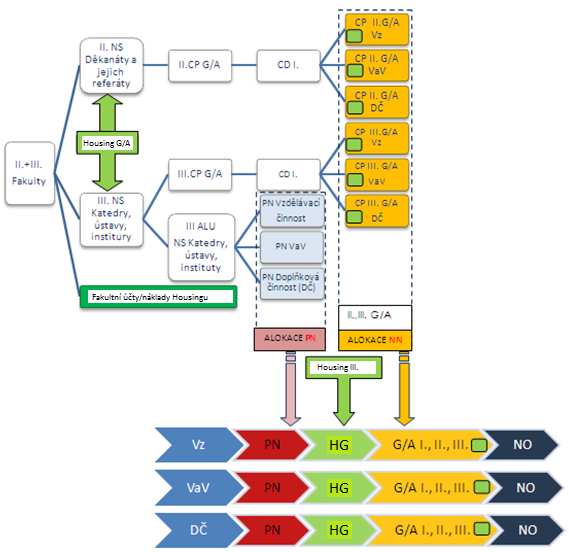 II. NS
Děkanáty a
jejich
referáty
II.CP G/A
CD I.
CP II.G/A
Vz
CP II. G/A
VaV
CP II. G/A
DČ
Housing G/A
II.+III.
Fakulty
III. NS
Katedry,
ústavy,
institury
III.CP G/A
CD I.
CP III.G/A
Vz
CP III. G/A
VaV
CP III. G/A
DČ
III ALU
NS Katedry,
ústavy,
instituty
PN Vzdělávací
činnost
PN VaV
PN Doplňková
činnost (DČ)
Fakultní účty/náklady Housingu
II.,III. G/A
ALOKACE PN
ALOKACE NN
Housing III.
Vz
PN
HG
G/A I., II., III.
NO
VaV
PN
HG
G/A I., II., III.
NO
DČ
PN
HG
G/A I., II., III.
NO